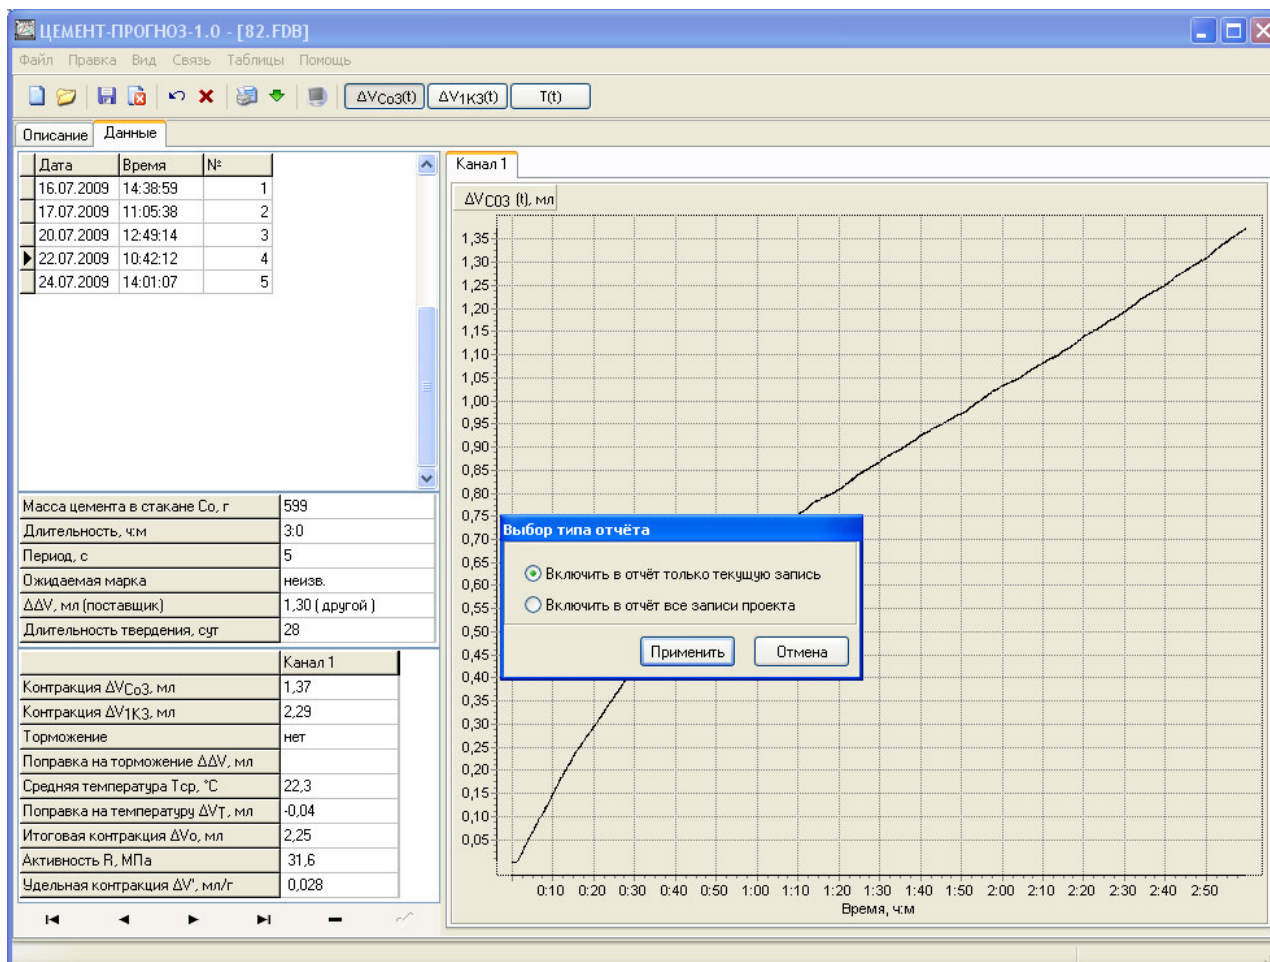 ЦЕМЕНТ-ПРОГНОЗ-1.0 - [82.FDB]
Файл Правка Вид Связь Таблицы Помощь
ΔVCo3(t) ΔV1K3(t) T(t)
Описание Данные
Дата Время №
16.07.2009 14:38:59 1
17.07.2009 11:05:38 2
20.07.2009 12:49:14 3
22.07.2009 10:42:12 4
24.07.2009 14:01:07 5
Масса цемента в стакане Co, г 599
Длительность, ч:м 3:0
Период, с 5
Ожидаемая марка неизв.
ΔΔV, мл (поставщик) 1,30 ( другой )
Длительность твердения, сут 28
Канал 1
Контракция ΔVCo3, мл 1,37
Контракция ΔV1K3, мл 2,29
Торможение нет
Поправка на торможение ΔΔV, мл
Средняя температура Tср, °C 22,3
Поправка на температуру ΔVT, мл -0,04
Итоговая контракция ΔVo, мл 2,25
Активность R, МПа 31,6
Удельная контракция ΔV', мл/г 0,028
Канал 1
ΔVC03 (t), мл
1,35
1,30
1,25
1,20
1,15
1,10
1,05
1,00
0,95
0,90
0,85
0,80
0,75
0,70
0,65
0,60
0,55
0,50
0,45
0,40
0,35
0,30
0,25
0,20
0,15
0,10
0,05
0:10 0:20 0:30 0:40 0:50 1:00 1:10 1:20 1:30 1:40 1:50 2:00 2:10 2:20 2:30 2:40 2:50
Время, ч:м
Выбор типа отчёта
Включить в отчёт только текущую запись
Включить в отчёт все записи проекта
Применить Отмена